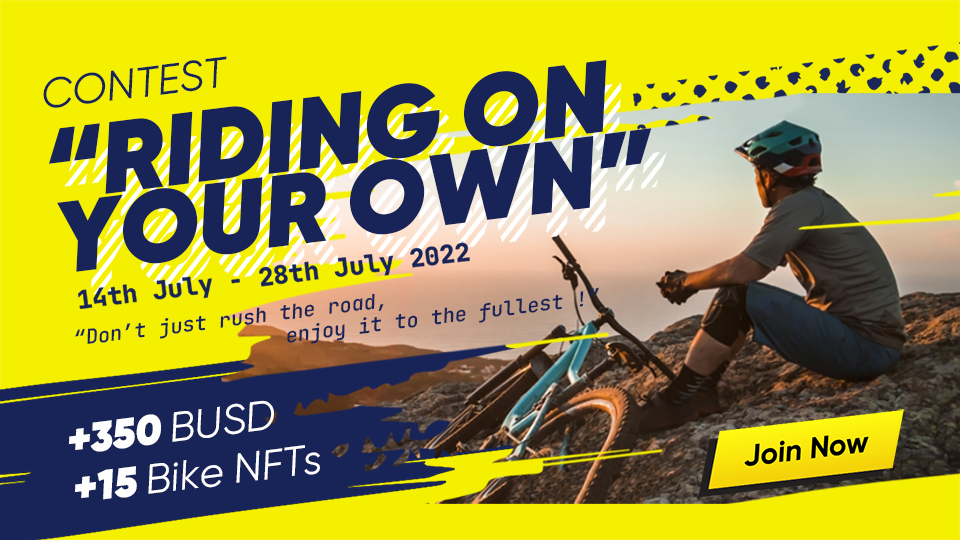 CONTEST
“RIDING ON
YOUR OWN”
14th July - 28th July 2022
“Don’t just rush the road,
enjoy it to the fullest !”
+350 BUSD
+15 Bike NFTs
Join Now